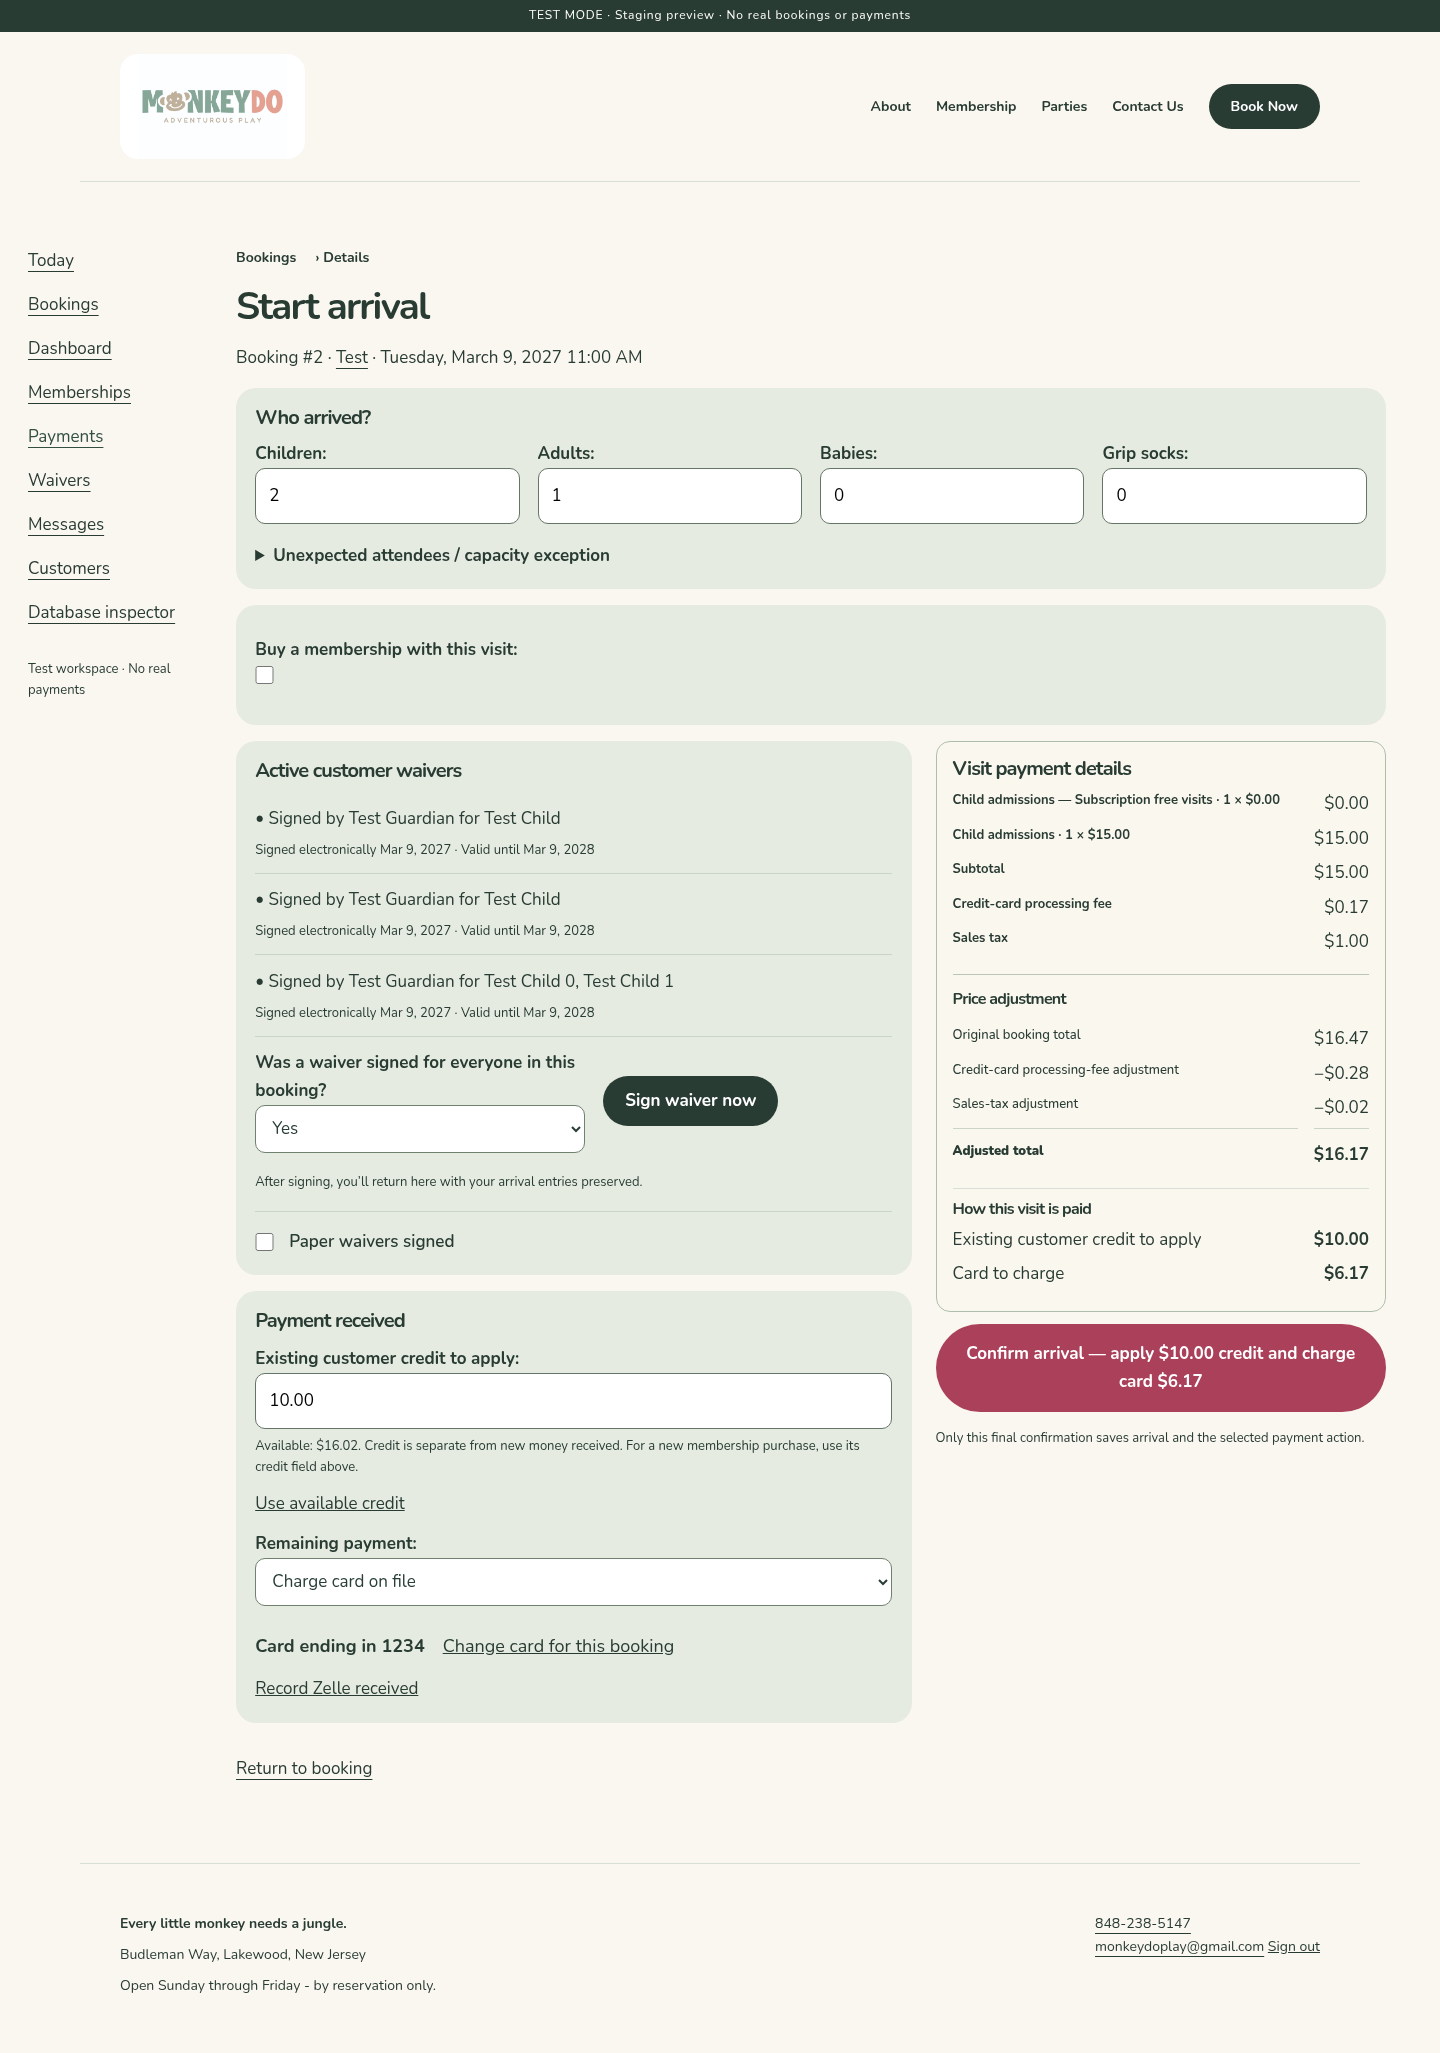 TEST MODE · Staging preview · No real bookings or payments
MONKEYDO
ADVENTUROUS PLAY
About Membership Parties Contact Us Book Now
Today
Bookings
Dashboard
Memberships
Payments
Waivers
Messages
Customers
Database inspector
Test workspace · No real
payments
Bookings › Details
Start arrival
Booking #2 · Test · Tuesday, March 9, 2027 11:00 AM
Who arrived?
Children: Adults: Babies: Grip socks:
2 1 0 0
▶ Unexpected attendees / capacity exception
Buy a membership with this visit:
Active customer waivers
• Signed by Test Guardian for Test Child
Signed electronically Mar 9, 2027 · Valid until Mar 9, 2028
• Signed by Test Guardian for Test Child
Signed electronically Mar 9, 2027 · Valid until Mar 9, 2028
• Signed by Test Guardian for Test Child 0, Test Child 1
Signed electronically Mar 9, 2027 · Valid until Mar 9, 2028
Was a waiver signed for everyone in this
booking?
Yes
Sign waiver now
After signing, you’ll return here with your arrival entries preserved.
Paper waivers signed
Payment received
Existing customer credit to apply:
10.00
Available: $16.02. Credit is separate from new money received. For a new membership purchase, use its
credit field above.
Use available credit
Remaining payment:
Charge card on file
Card ending in 1234 Change card for this booking
Record Zelle received
Visit payment details
Child admissions — Subscription free visits · 1 × $0.00 $0.00
Child admissions · 1 × $15.00 $15.00
Subtotal $15.00
Credit-card processing fee $0.17
Sales tax $1.00
Price adjustment
Original booking total $16.47
Credit-card processing-fee adjustment −$0.28
Sales-tax adjustment −$0.02
Adjusted total $16.17
How this visit is paid
Existing customer credit to apply $10.00
Card to charge $6.17
Confirm arrival — apply $10.00 credit and charge
card $6.17
Only this final confirmation saves arrival and the selected payment action.
Return to booking
Every little monkey needs a jungle.
Budleman Way, Lakewood, New Jersey
Open Sunday through Friday - by reservation only.
848-238-5147
monkeydoplay@gmail.com Sign out